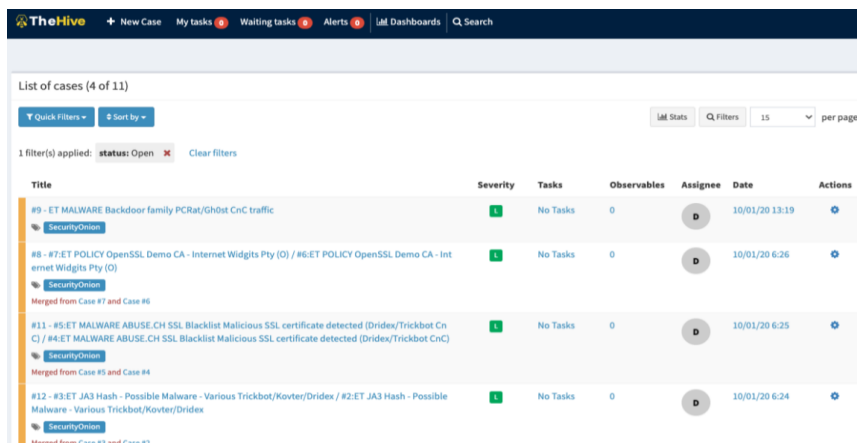 TheHive + New Case My tasks 0 Waiting tasks 0 Alerts 0 Dashboards Search
List of cases (4 of 11)
Quick Filters Sort by Stats Filters 15 per page
1 filter(s) applied: status: Open Clear filters
Title Severity Tasks Observables Assignee Date Actions
#9 - ET MALWARE Backdoor family PCRat/Gh0st CnC traffic L No Tasks 0 D 10/01/20 13:19
SecurityOnion
#8 - #7:ET POLICY OpenSSL Demo CA - Internet Widgits Pty (O) / #6:ET POLICY OpenSSL Demo CA - Int L No Tasks 0 D 10/01/20 6:26
ernet Widgits Pty (O)
SecurityOnion
Merged from Case #7 and Case #6
#11 - #5:ET MALWARE ABUSE.CH SSL Blacklist Malicious SSL certificate detected (Dridex/Trickbot Cn L No Tasks 0 D 10/01/20 6:25
C) / #4:ET MALWARE ABUSE.CH SSL Blacklist Malicious SSL certificate detected (Dridex/Trickbot CnC)
SecurityOnion
Merged from Case #5 and Case #4
#12 - #3:ET JA3 Hash - Possible Malware - Various Trickbot/Kovter/Dridex / #2:ET JA3 Hash - Possible L No Tasks 0 D 10/01/20 6:24
Malware - Various Trickbot/Kovter/Dridex
SecurityOnion
Merged from Case #3 and Case #2